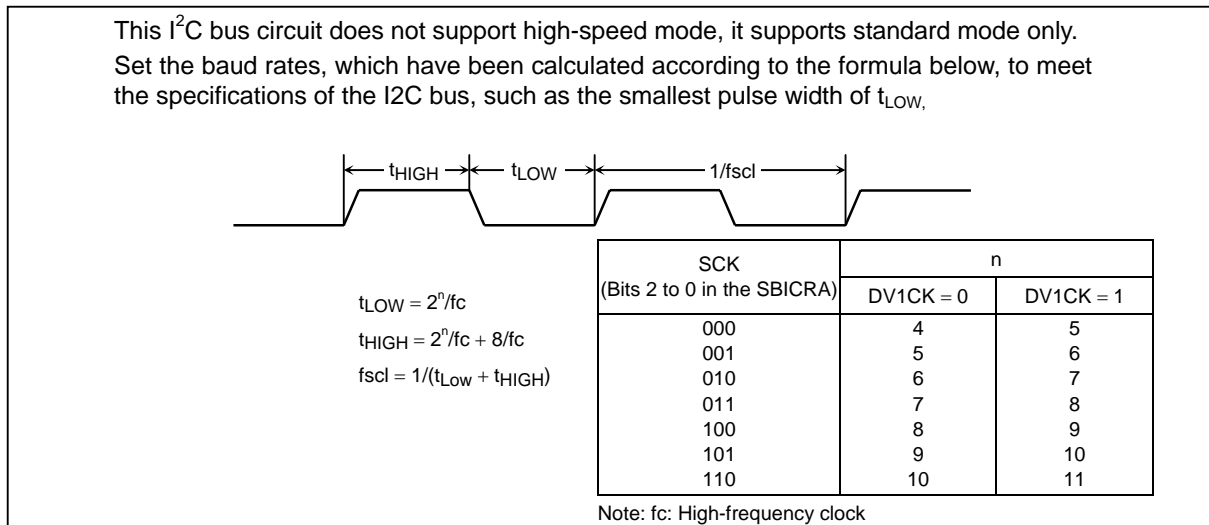 This I²C bus circuit does not support high-speed mode, it supports standard mode only.
Set the baud rates, which have been calculated according to the formula below, to meet
the specifications of the I2C bus, such as the smallest pulse width of tLOW,
tHIGH tLOW 1/fscl
tLOW = 2ⁿ/fc
tHIGH = 2ⁿ/fc + 8/fc
fscl = 1/(tLow + tHIGH)
SCK
(Bits 2 to 0 in the SBICRA)
n
DV1CK = 0 DV1CK = 1
000 4 5
001 5 6
010 6 7
011 7 8
100 8 9
101 9 10
110 10 11
Note: fc: High-frequency clock